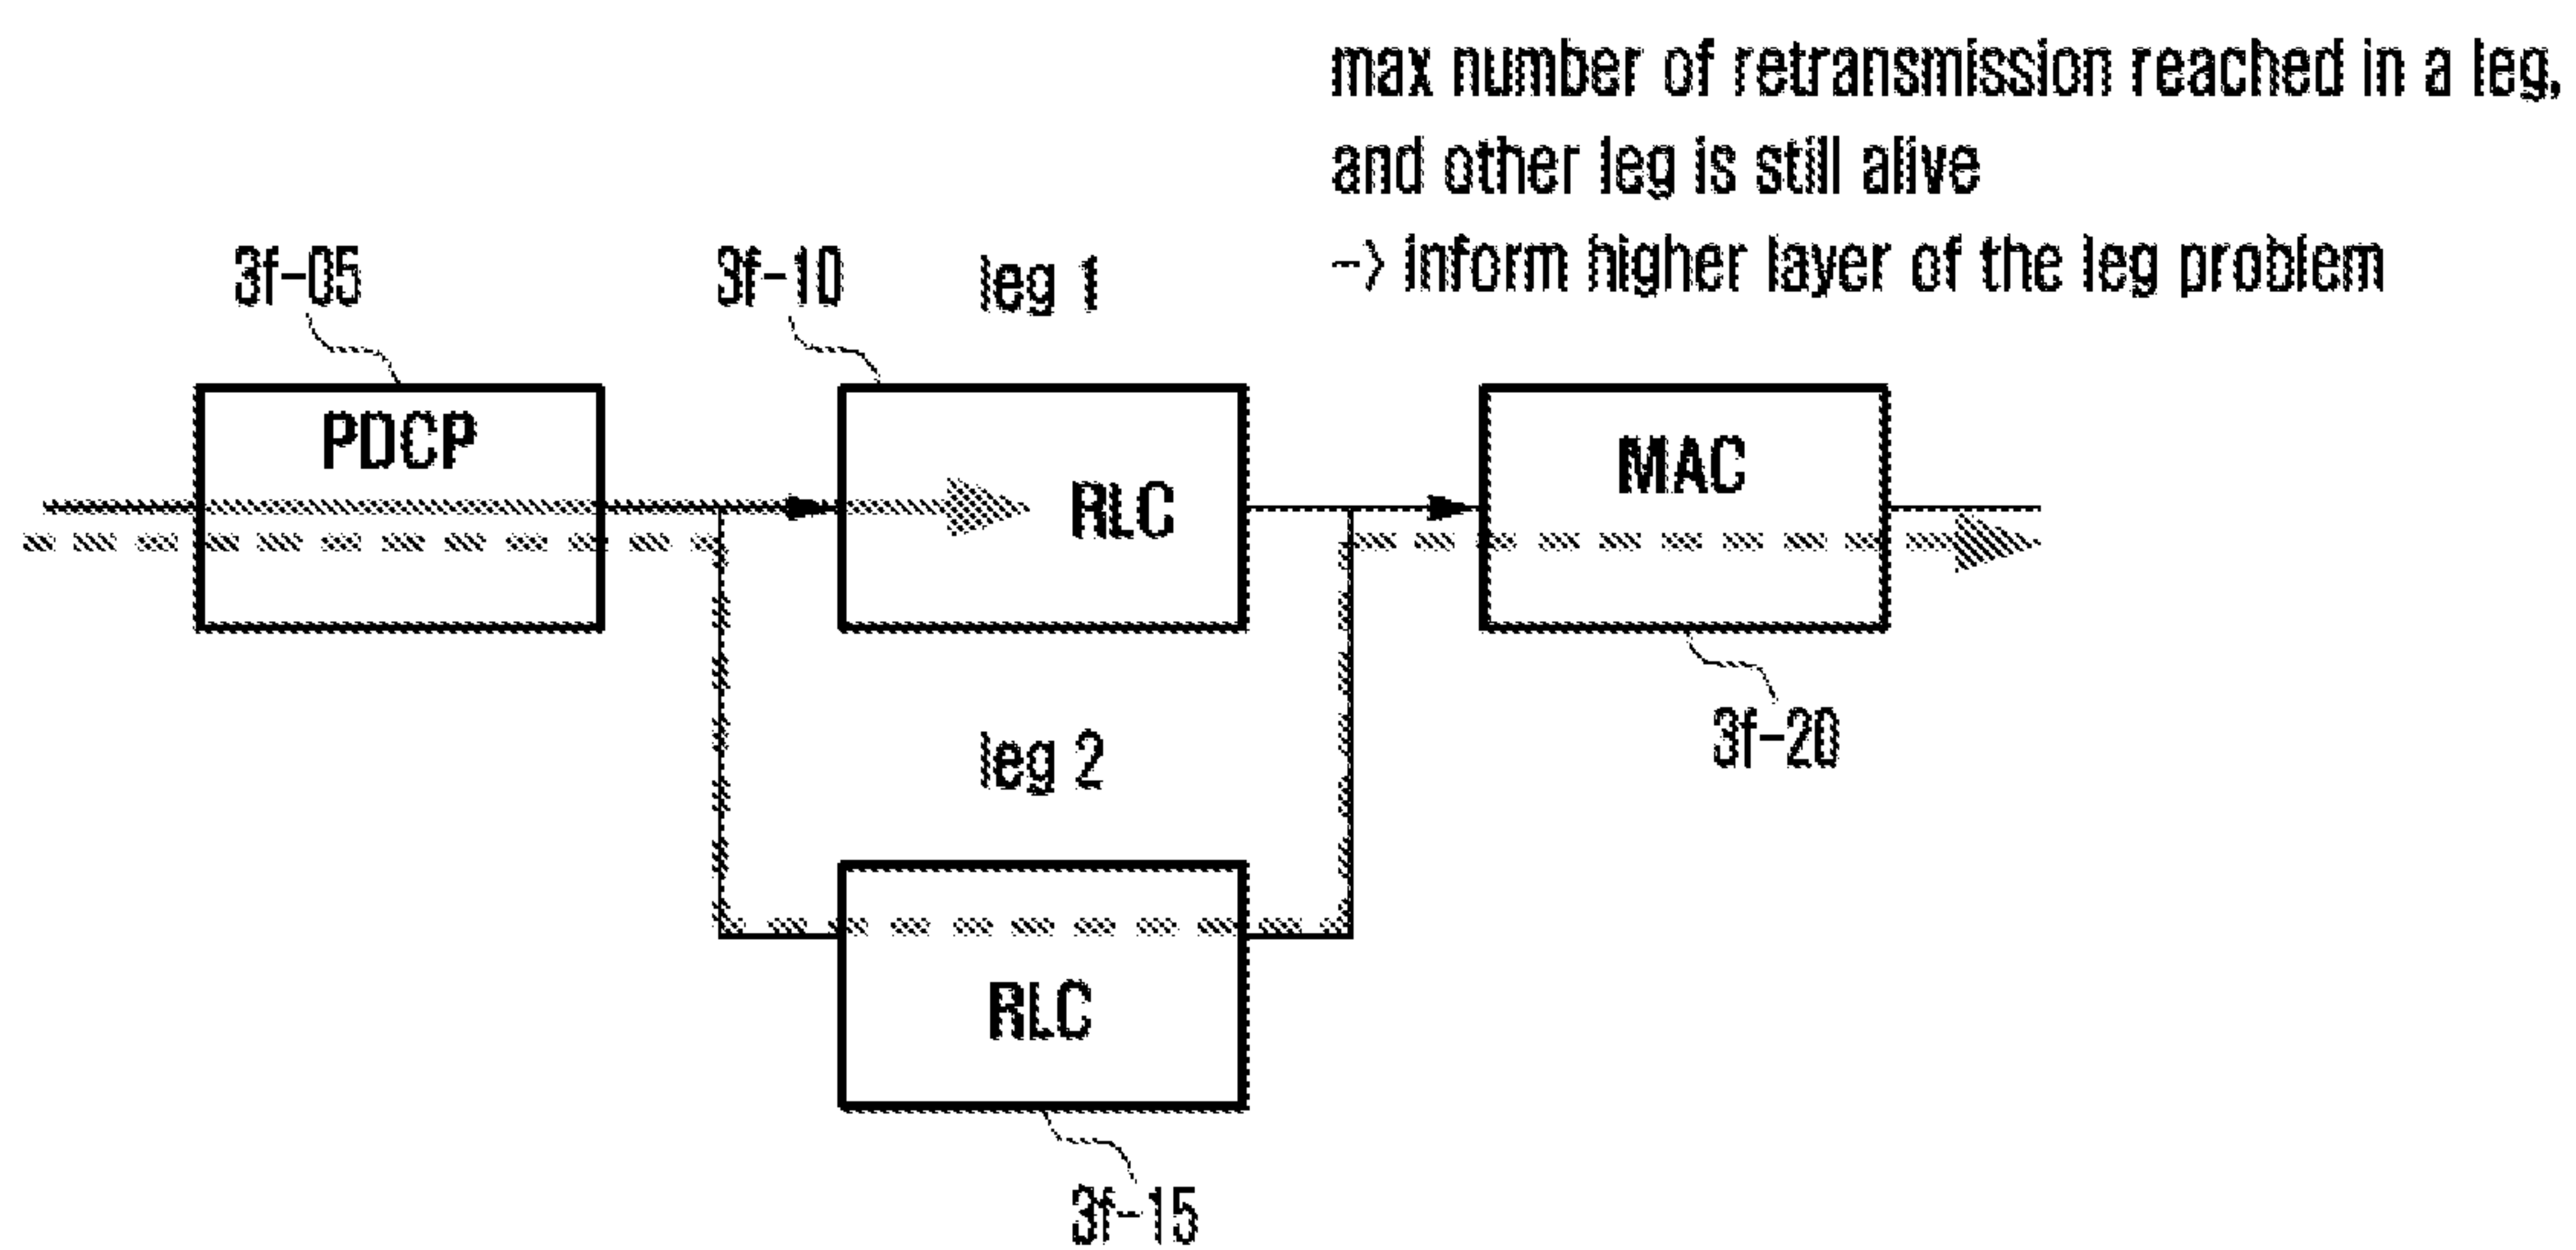 max number of retransmission reached in a leg,
and other leg is still alive
-> inform higher layer of the leg problem
3f-05
3f-10
leg 1
PDCP
RLC
MAC
3f-20
leg 2
RLC
3f-15